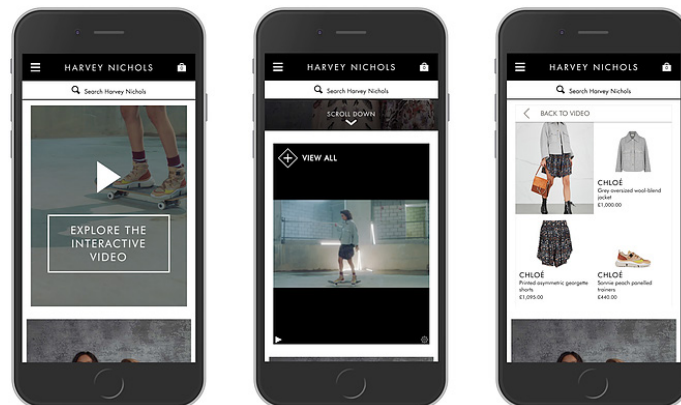 HARVEY NICHOLS
Search Harvey Nichols
EXPLORE THE
INTERACTIVE
VIDEO
HARVEY NICHOLS
Search Harvey Nichols
SCROLL DOWN
VIEW ALL
HARVEY NICHOLS
Search Harvey Nichols
BACK TO VIDEO
CHLOÉ
Grey oversized wool-blend
jacket
£1,000.00
CHLOÉ
Printed asymmetric georgette
shorts
£1,095.00
CHLOÉ
Sonnie peach panelled
trainers
£440.00